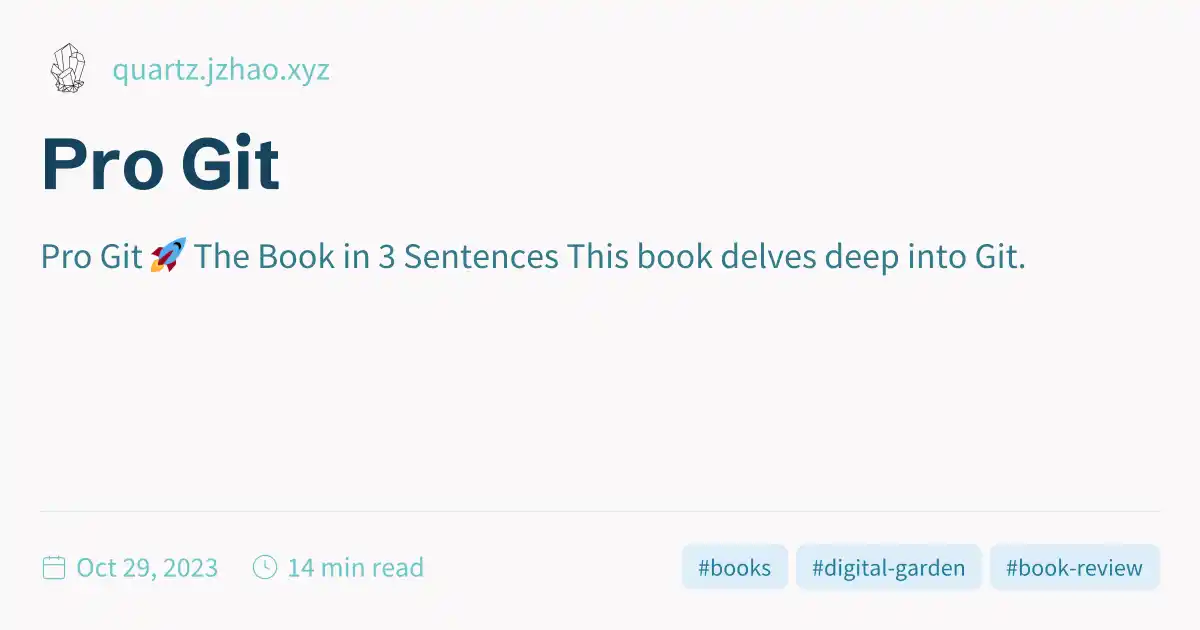 quartz.jzhao.xyz
Pro Git
Pro Git 🚀 The Book in 3 Sentences This book delves deep into Git.
Oct 29, 2023 14 min read #books #digital-garden #book-review